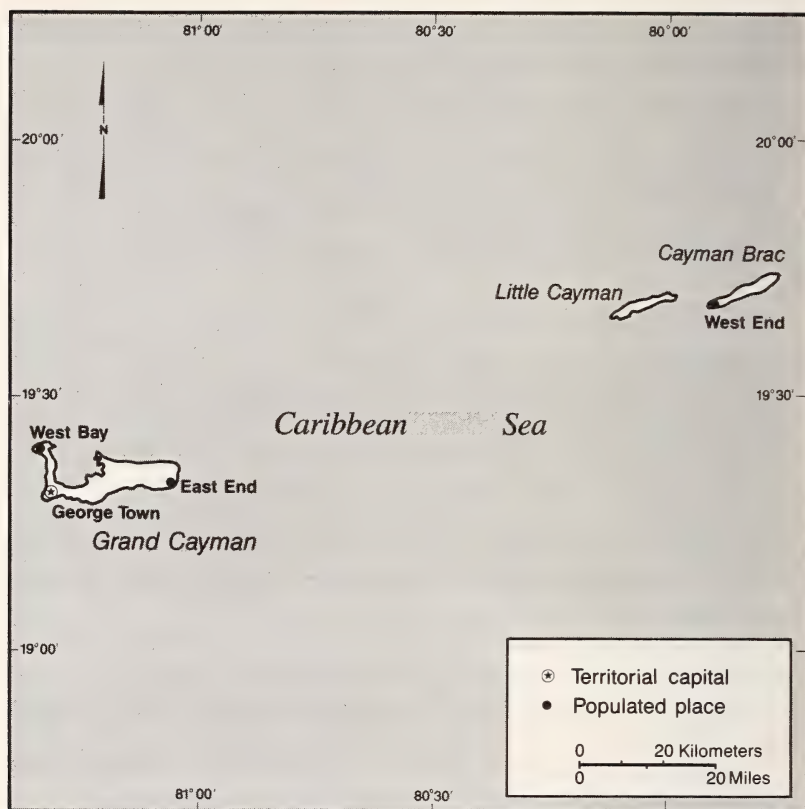 81°00' 80°30' 80°00'
N
20°00' 20°00'
Cayman Brac
Little Cayman
West End
19°30' 19°30'
Caribbean Sea
West Bay
East End
George Town
Grand Cayman
19°00'
Territorial capital
Populated place
0 20 Kilometers
0 20 Miles
81°00' 80°30'